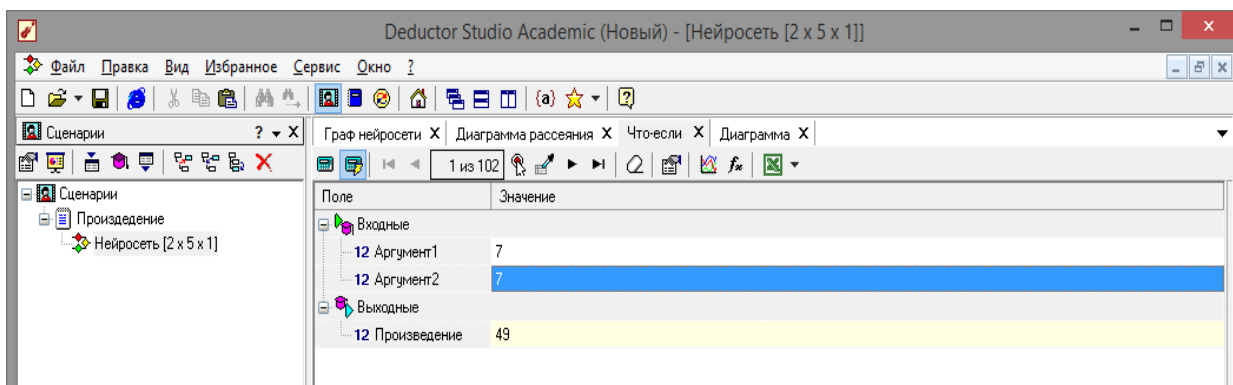 Deductor Studio Academic (Новый) - [Нейросеть [2 x 5 x 1]]
Файл Правка Вид Избранное Сервис Окно ?
{a} ?
Сценарии ? X
Граф нейросети X Диаграмма рассеяния X Что-если X Диаграмма X
1 из 102 fx
Сценарии
Произдедение
Нейросеть [2 x 5 x 1]
Поле Значение
Входные
12 Аргумент1 7
12 Аргумент2 7
Выходные
12 Произведение 49